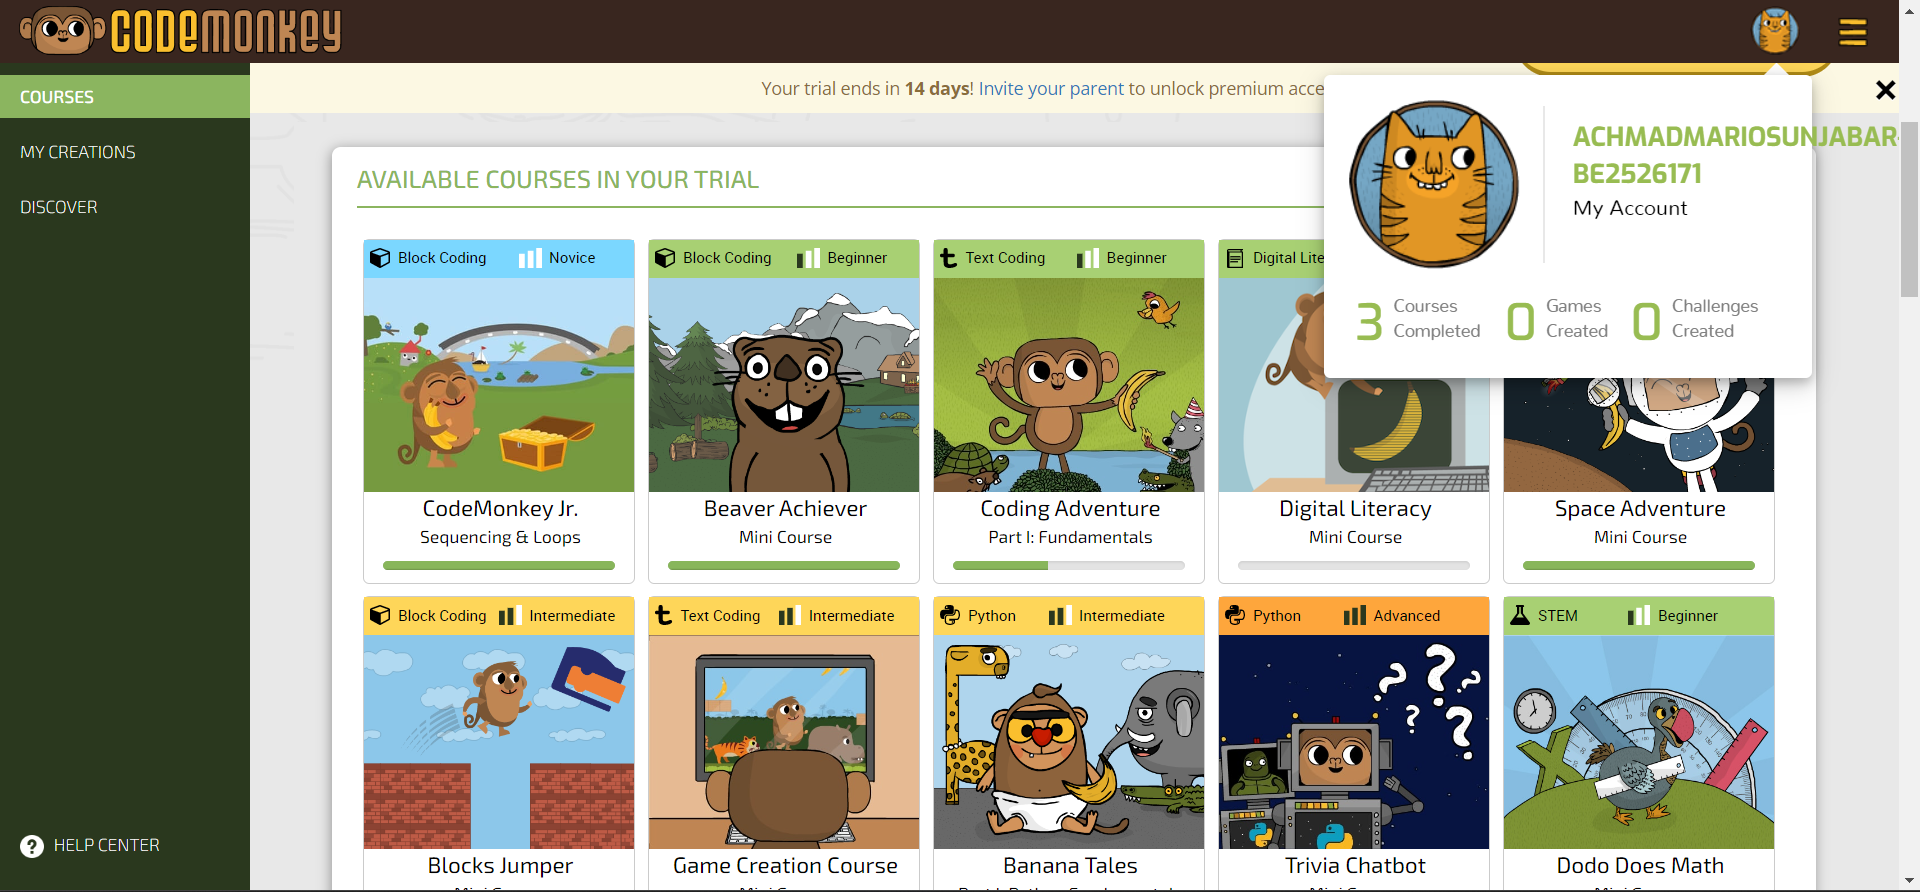 CODEMONKEY
COURSES
MY CREATIONS
DISCOVER
HELP CENTER
Your trial ends in 14 days! Invite your parent to unlock premium acce
ACHMADMARIOSUNJABAR-
BE2526171
My Account
3 Courses Completed
0 Games Created
0 Challenges Created
AVAILABLE COURSES IN YOUR TRIAL
Block Coding Novice
CodeMonkey Jr.
Sequencing & Loops
Block Coding Beginner
Beaver Achiever
Mini Course
Text Coding Beginner
Coding Adventure
Part I: Fundamentals
Digital Lite
Digital Literacy
Mini Course
Space Adventure
Mini Course
Block Coding Intermediate
Blocks Jumper
Text Coding Intermediate
Game Creation Course
Python Intermediate
Banana Tales
Python Advanced
Trivia Chatbot
STEM Beginner
Dodo Does Math